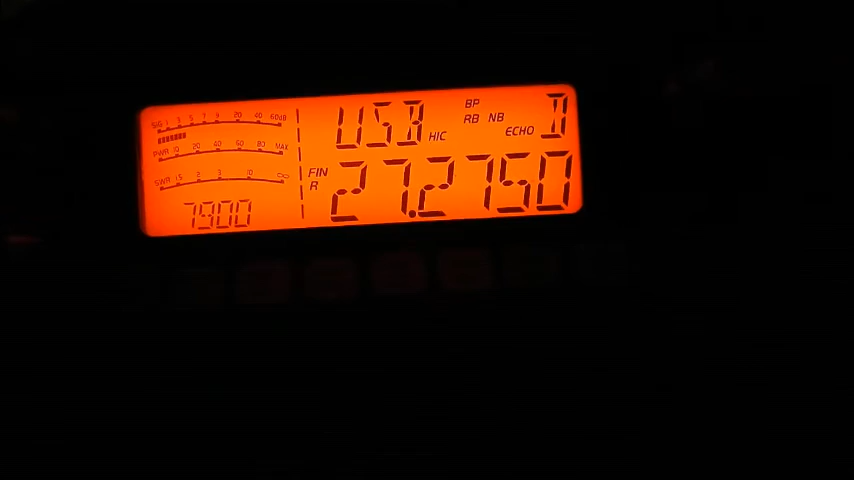 SIG 1 3 5 7 9 20 40 60dB
PWR 10 20 40 60 80 MAX
SWR 1.5 2 3 10 ∞
7900
USB HIC BP RB NB ECHO D
FIN R 27.2750